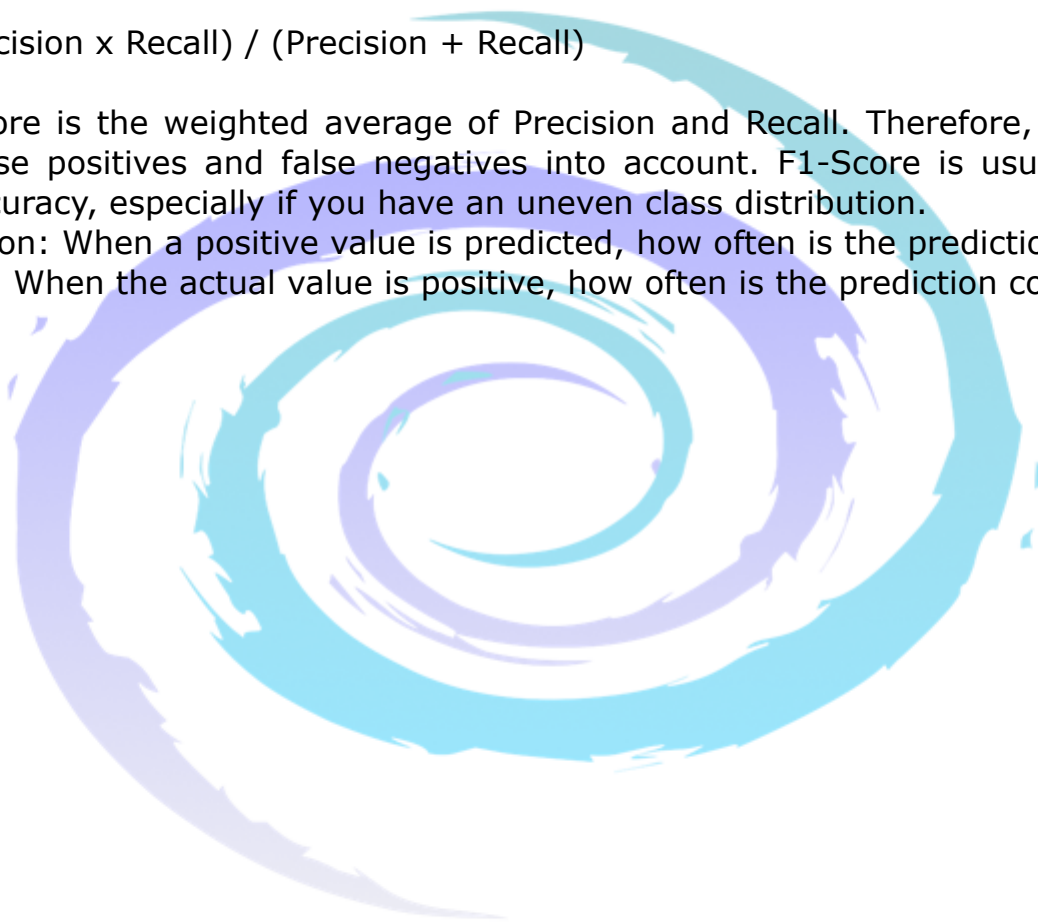 cision x Recall) / (Precision + Recall)
ore is the weighted average of Precision and Recall. Therefore,
se positives and false negatives into account. F1-Score is usu
curacy, especially if you have an uneven class distribution.
on: When a positive value is predicted, how often is the predictio
When the actual value is positive, how often is the prediction co